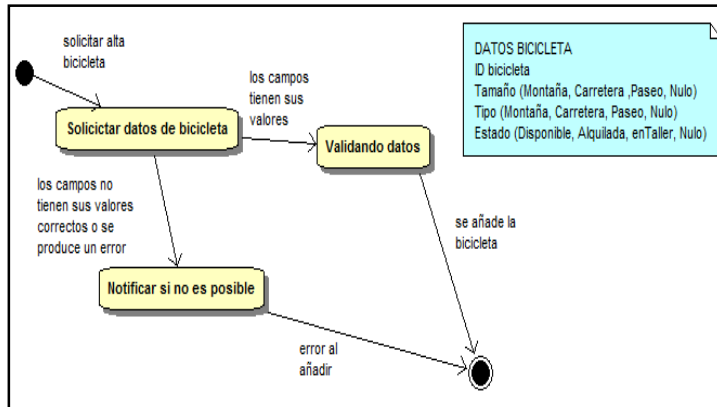 solicitar alta
bicicleta
Solicictar datos de bicicleta
los campos
tienen sus
valores
Validando datos
DATOS BICICLETA
ID bicicleta
Tamaño (Montaña, Carretera ,Paseo, Nulo)
Tipo (Montaña, Carretera, Paseo, Nulo)
Estado (Disponible, Alquilada, enTaller, Nulo)
los campos no
tienen sus valores
correctos o se
produce un error
se añade la
bicicleta
Notificar si no es posible
error al
añadir